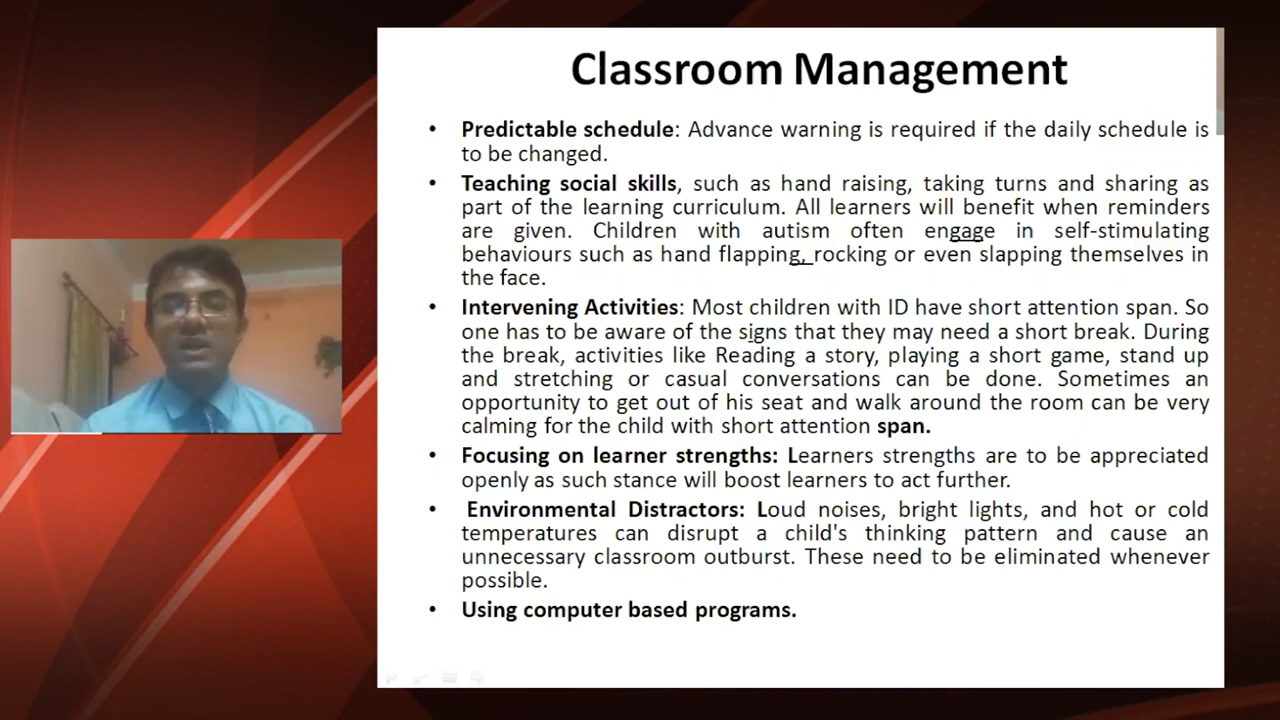 Classroom Management
• Predictable schedule: Advance warning is required if the daily schedule is
to be changed.
• Teaching social skills, such as hand raising, taking turns and sharing as
part of the learning curriculum. All learners will benefit when reminders
are given. Children with autism often engage in self-stimulating
behaviours such as hand flapping, rocking or even slapping themselves in
the face.
• Intervening Activities: Most children with ID have short attention span. So
one has to be aware of the signs that they may need a short break. During
the break, activities like Reading a story, playing a short game, stand up
and stretching or casual conversations can be done. Sometimes an
opportunity to get out of his seat and walk around the room can be very
calming for the child with short attention span.
• Focusing on learner strengths: Learners strengths are to be appreciated
openly as such stance will boost learners to act further.
• Environmental Distractors: Loud noises, bright lights, and hot or cold
temperatures can disrupt a child's thinking pattern and cause an
unnecessary classroom outburst. These need to be eliminated whenever
possible.
• Using computer based programs.